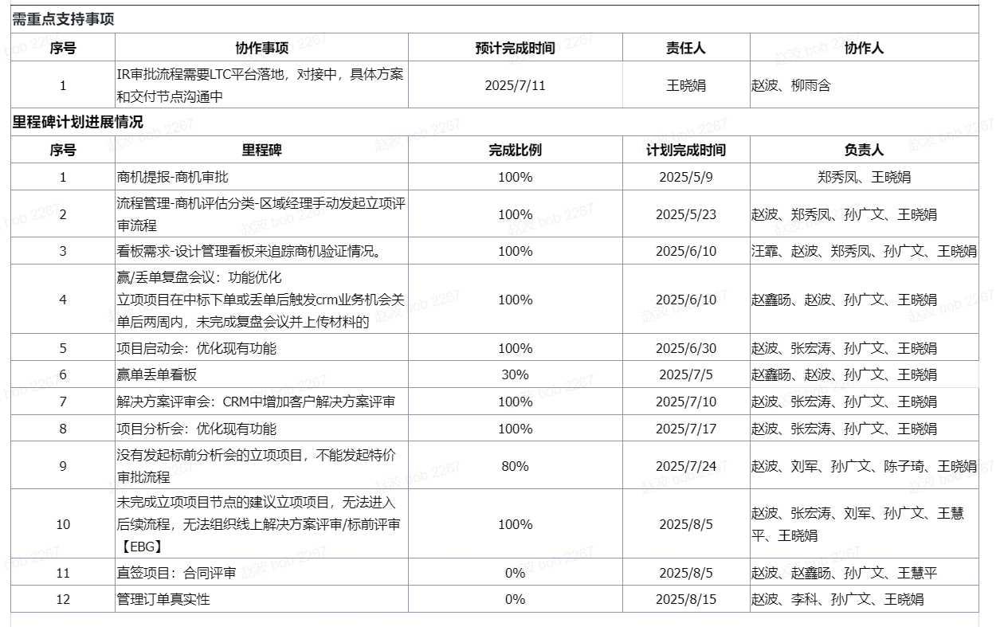 需重点支持事项
序号 协作事项 预计完成时间 责任人 协作人
1 IR审批流程需要LTC平台落地，对接中，具体方案
和交付节点沟通中 2025/7/11 王晓娟 赵波、柳雨含
里程碑计划进展情况
序号 里程碑 完成比例 计划完成时间 负责人
1 商机提报-商机审批 100% 2025/5/9 郑秀凤、王晓娟
2 流程管理-商机评估分类-区域经理手动发起立项评
审流程 100% 2025/5/23 赵波、郑秀凤、孙广文、王晓娟
3 看板需求-设计管理看板来追踪商机验证情况。 100% 2025/6/10 汪霏、赵波、郑秀凤、孙广文、王晓娟
4 赢/丢单复盘会议：功能优化
立项项目在中标下单或丢单后触发crm业务机会关
单后两周内，未完成复盘会议并上传材料的 100% 2025/6/10 赵鑫旸、赵波、孙广文、王晓娟
5 项目启动会：优化现有功能 100% 2025/6/30 赵波、张宏涛、孙广文、王晓娟
6 赢单丢单看板 30% 2025/7/5 赵鑫旸、赵波、孙广文、王晓娟
7 解决方案评审会：CRM中增加客户解决方案评审 100% 2025/7/10 赵波、张宏涛、孙广文、王晓娟
8 项目分析会：优化现有功能 100% 2025/7/17 赵波、张宏涛、孙广文、王晓娟
9 没有发起标前分析会的立项项目，不能发起特价
审批流程 80% 2025/7/24 赵波、刘军、孙广文、陈子琦、王晓娟
10 未完成立项项目节点的建议立项项目，无法进入
后续流程，无法组织线上解决方案评审/标前评审
【EBG】 100% 2025/8/5 赵波、张宏涛、刘军、孙广文、王慧
平、王晓娟
11 直签项目：合同评审 0% 2025/8/5 赵波、赵鑫旸、孙广文、王慧平
12 管理订单真实性 0% 2025/8/15 赵波、李科、孙广文、王晓娟
赵波 bob 2267